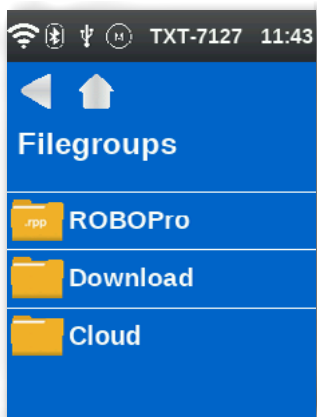 M TXT-7127 11:43
Filegroups
.rpp ROBOPro
Download
Cloud